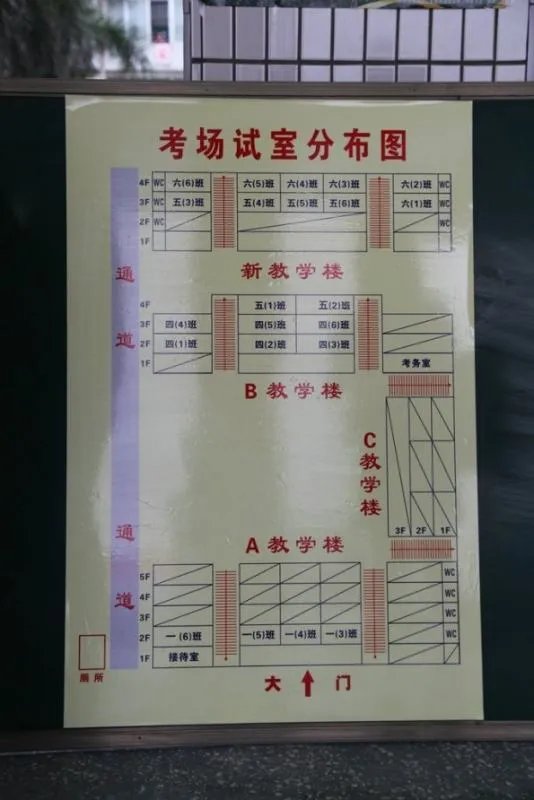 考场试室分布图
4F WC 六(6)班 六(5)班 六(4)班 六(3)班 六(2)班 WC
3F WC 五(3)班 五(4)班 五(5)班 五(6)班 六(1)班 WC
2F WC WC
1F
新教学楼
通道
4F 五(1)班 五(2)班
3F 四(4)班 四(5)班 四(6)班
2F 四(1)班 四(2)班 四(3)班
1F 考务室
B教学楼
C教学楼
3F 2F 1F
A教学楼
通道
5F WC
4F WC
3F WC
2F 一(6)班 一(5)班 一(4)班 一(3)班 WC
1F 接待室
厕所
大门